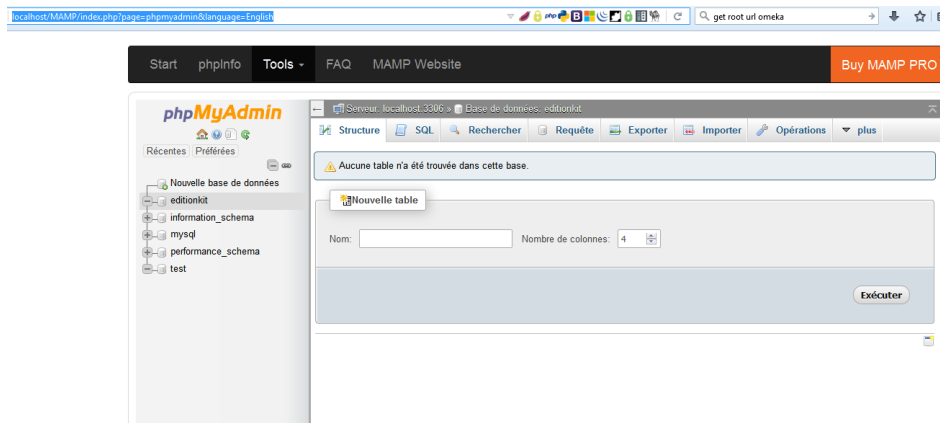 localhost/MAMP/index.php?page=phpmyadmin&language=English
php
get root url omeka
Start phpInfo Tools FAQ MAMP Website Buy MAMP PRO
phpMyAdmin
Récentes Préférées
Nouvelle base de données
editionkit
information_schema
mysql
performance_schema
test
Serveur: localhost:3306 » Base de données: editionkit
Structure SQL Rechercher Requête Exporter Importer Opérations plus
Aucune table n'a été trouvée dans cette base.
Nouvelle table
Nom: Nombre de colonnes: 4
Exécuter